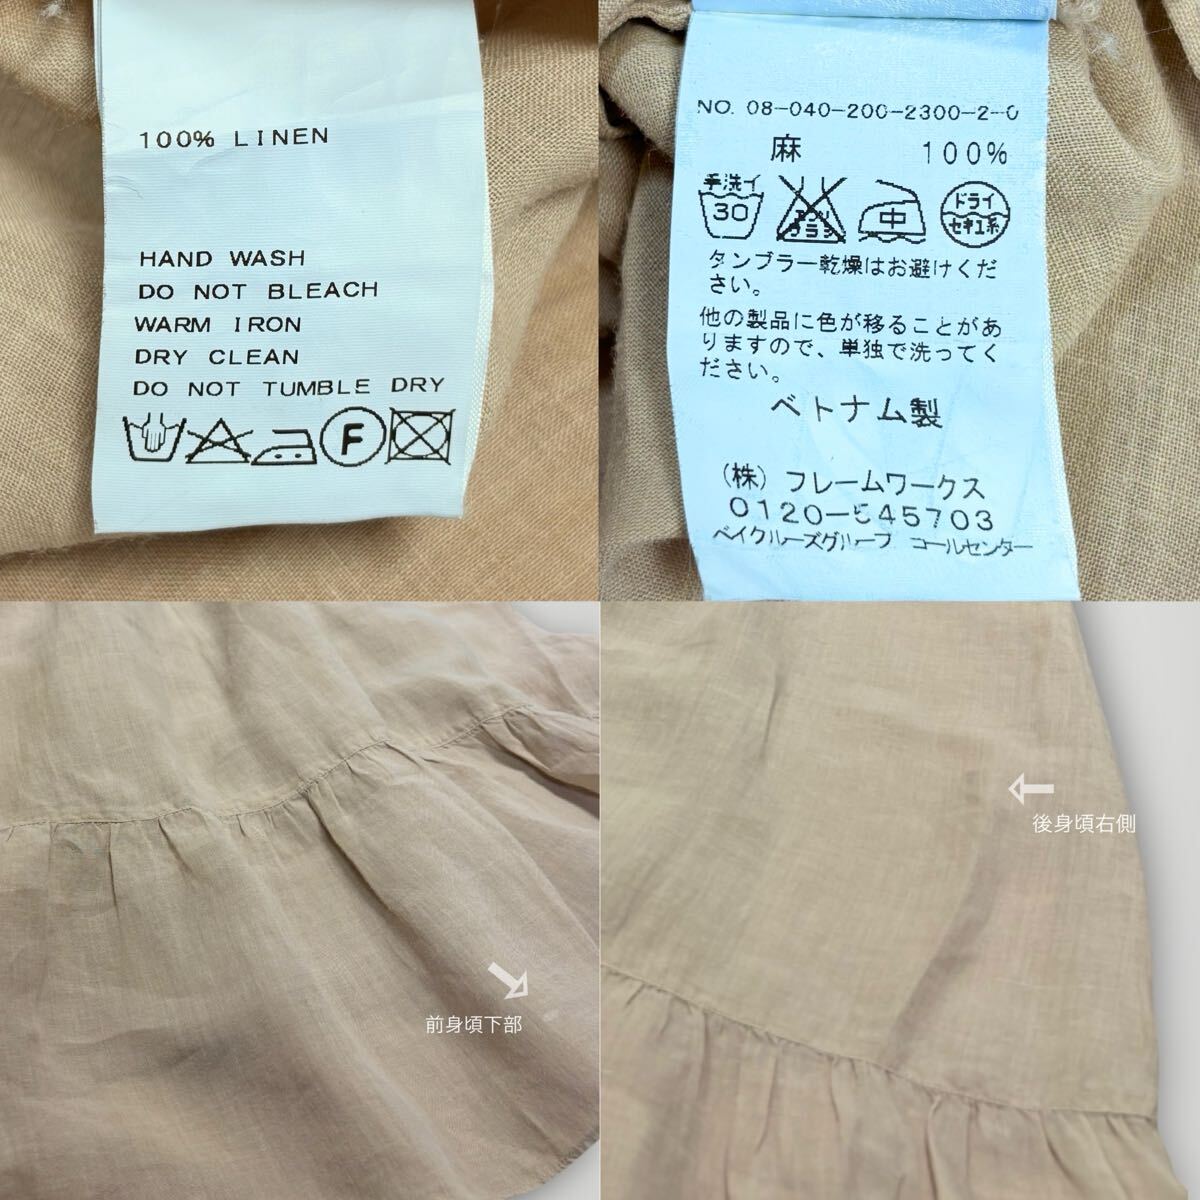 100% LINEN
HAND WASH
DO NOT BLEACH
WARM IRON
DRY CLEAN
DO NOT TUMBLE DRY
F
NO. 08-040-200-2300-2-0
麻 100%
手洗イ
30
エンソ
サラシ
中
ドライ
セキユ系
タンブラー乾燥はお避けくだ
さい。
他の製品に色が移ることがあ
りますので、単独で洗ってく
ださい。
ベトナム製
(株) フレームワークス
0120-545703
ベイクルーズグループ コールセンター
前身頃下部
後身頃右側